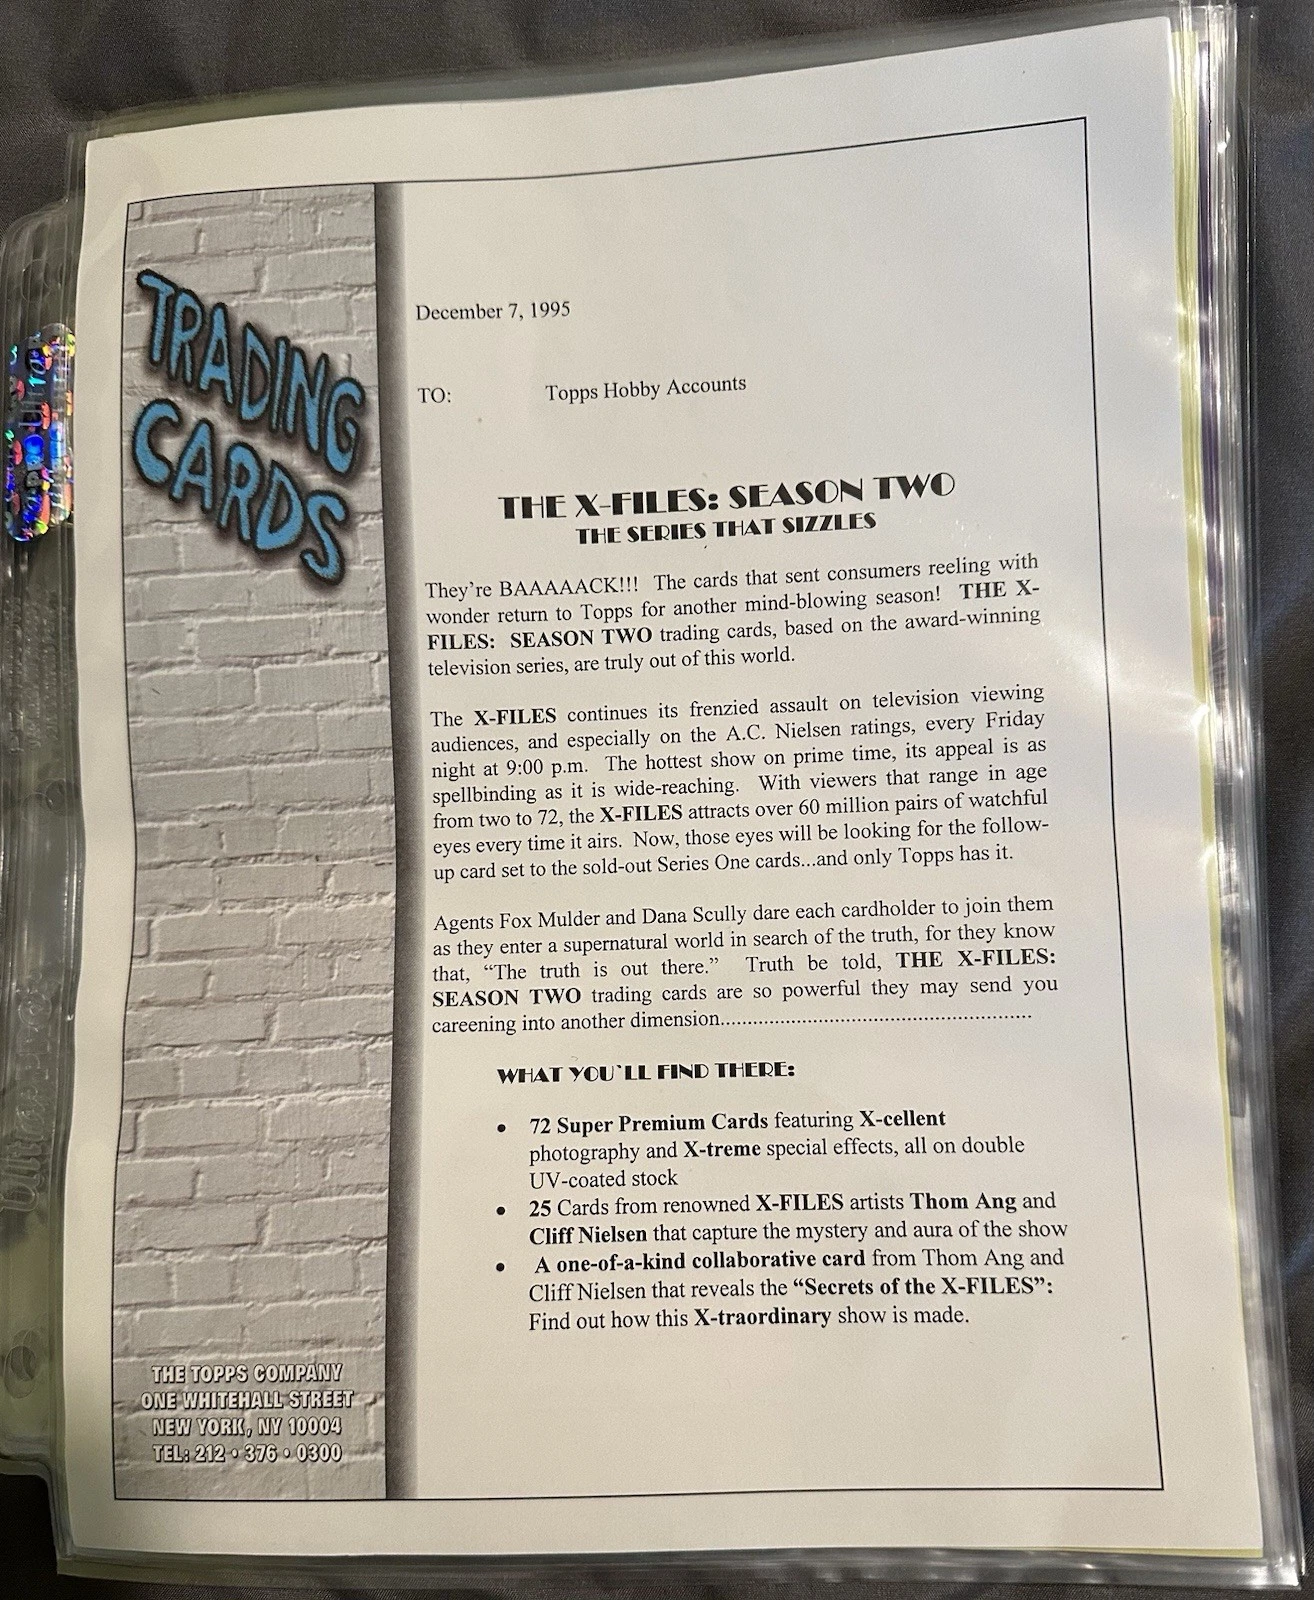 TRADING
CARDS
December 7, 1995
TO: Topps Hobby Accounts
THE X-FILES: SEASON TWO
THE SERIES THAT SIZZLES
They're BAAAAACK!!! The cards that sent consumers reeling with
wonder return to Topps for another mind-blowing season! THE X-
FILES: SEASON TWO trading cards, based on the award-winning
television series, are truly out of this world.
The X-FILES continues its frenzied assault on television viewing
audiences, and especially on the A.C. Nielsen ratings, every Friday
night at 9:00 p.m. The hottest show on prime time, its appeal is as
spellbinding as it is wide-reaching. With viewers that range in age
from two to 72, the X-FILES attracts over 60 million pairs of watchful
eyes every time it airs. Now, those eyes will be looking for the follow-
up card set to the sold-out Series One cards...and only Topps has it.
Agents Fox Mulder and Dana Scully dare each cardholder to join them
as they enter a supernatural world in search of the truth, for they know
that, “The truth is out there.” Truth be told, THE X-FILES:
SEASON TWO trading cards are so powerful they may send you
careening into another dimension..........................................................
WHAT YOU`LL FIND THERE:
• 72 Super Premium Cards featuring X-cellent
photography and X-treme special effects, all on double
UV-coated stock
• 25 Cards from renowned X-FILES artists Thom Ang and
Cliff Nielsen that capture the mystery and aura of the show
• A one-of-a-kind collaborative card from Thom Ang and
Cliff Nielsen that reveals the “Secrets of the X-FILES”:
Find out how this X-traordinary show is made.
THE TOPPS COMPANY
ONE WHITEHALL STREET
NEW YORK, NY 10004
TEL: 212 • 376 • 0300